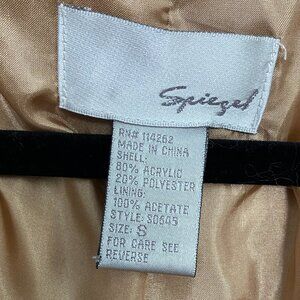 Spiegel
RN# 114262
MADE IN CHINA
SHELL:
80% ACRYLIC
20% POLYESTER
LINING:
100% ACETATE
STYLE: S0645
SIZE: S
FOR CARE SEE
REVERSE